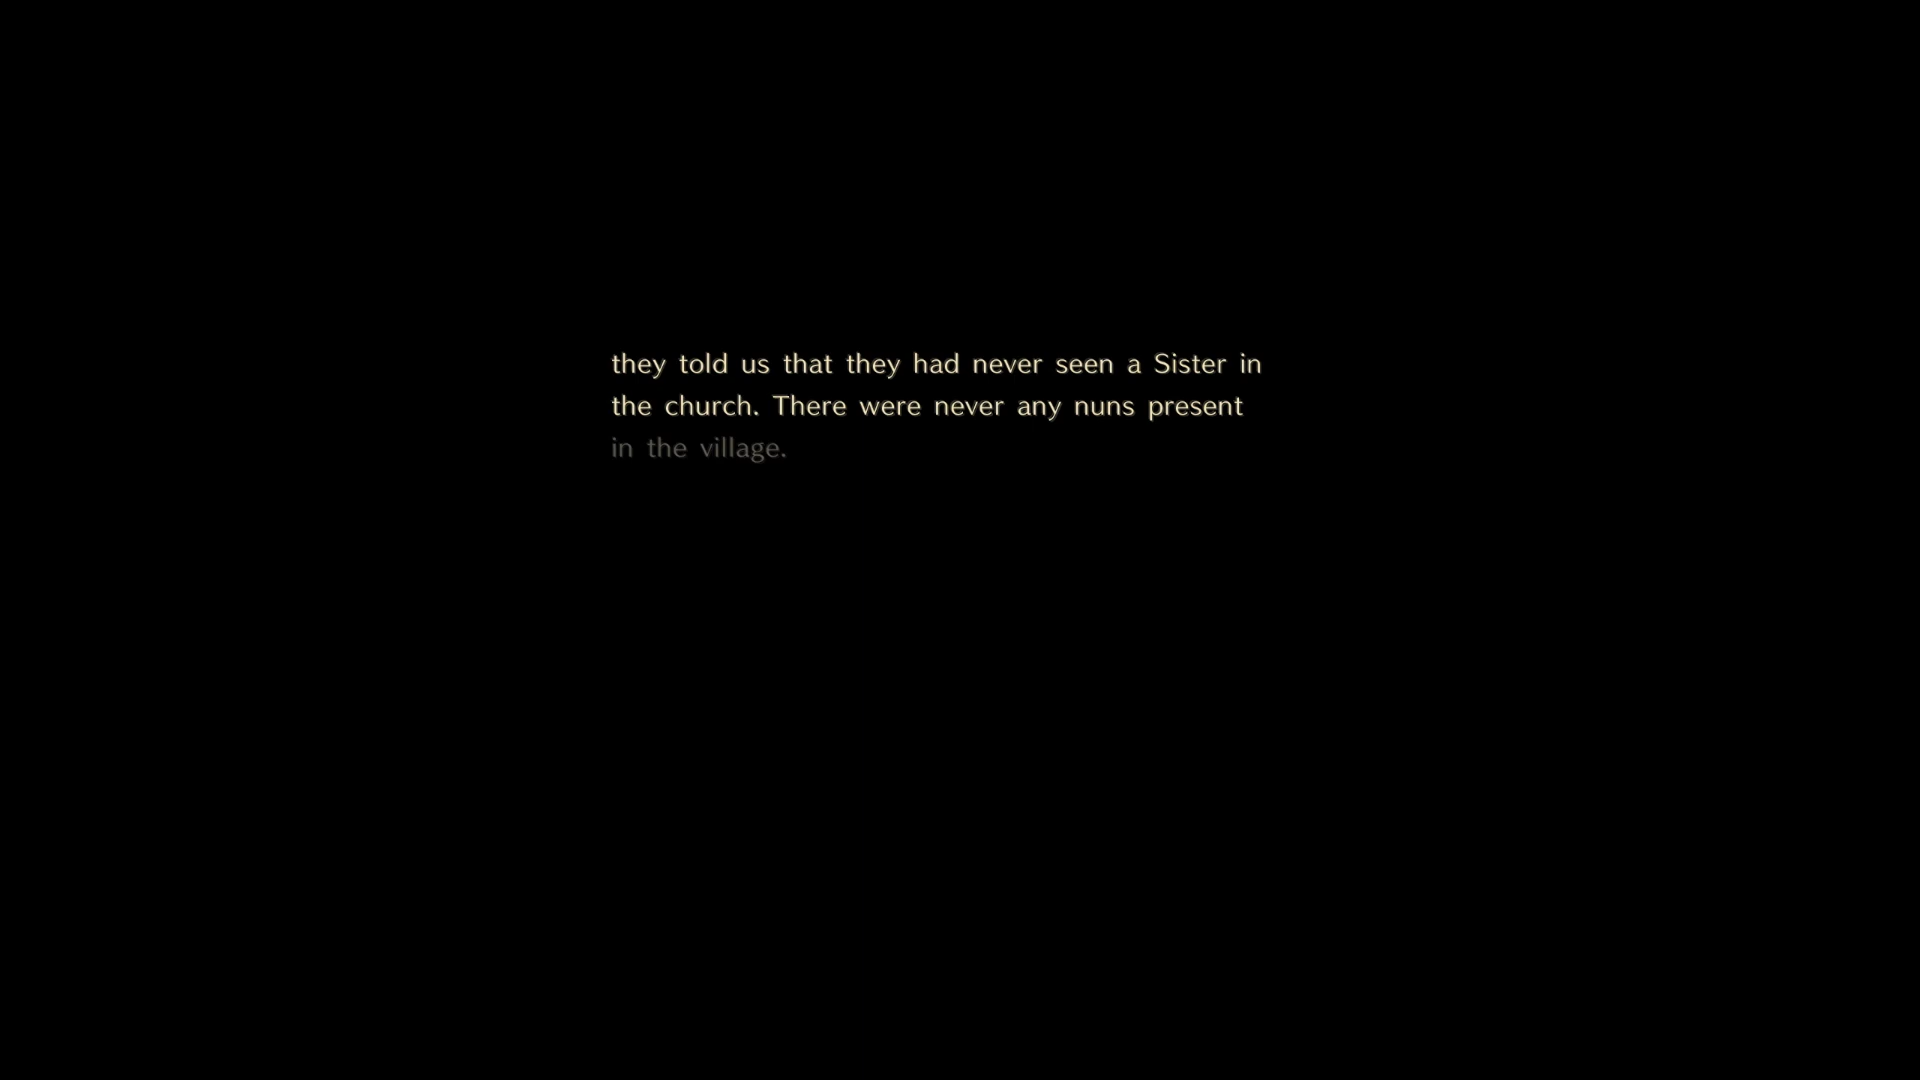 they told us that they had never seen a Sister in
the church. There were never any nuns present
in the village.